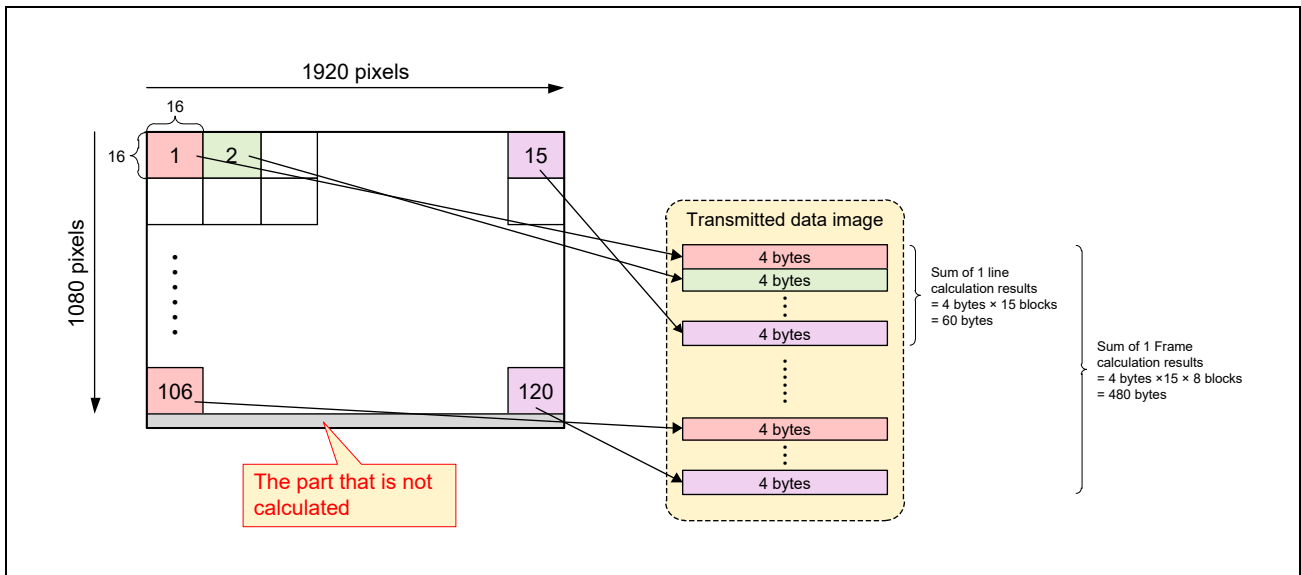 1920 pixels
16
16
1
2
15
1080 pixels
106
120
The part that is not
calculated
Transmitted data image
4 bytes
4 bytes
4 bytes
4 bytes
4 bytes
Sum of 1 line
calculation results
= 4 bytes × 15 blocks
= 60 bytes
Sum of 1 Frame
calculation results
= 4 bytes ×15 × 8 blocks
= 480 bytes